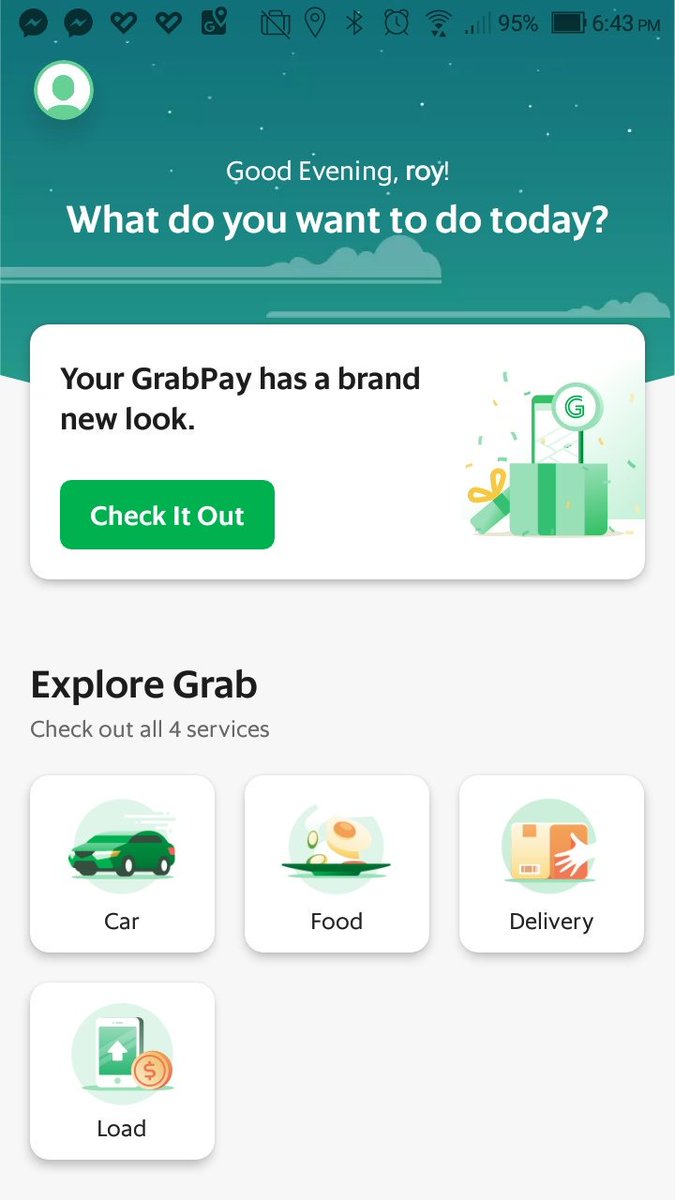 95% 6:43 PM
Good Evening, roy!
What do you want to do today?
Your GrabPay has a brand
new look.
G
Check It Out
Explore Grab
Check out all 4 services
Car
Food
Delivery
$
Load